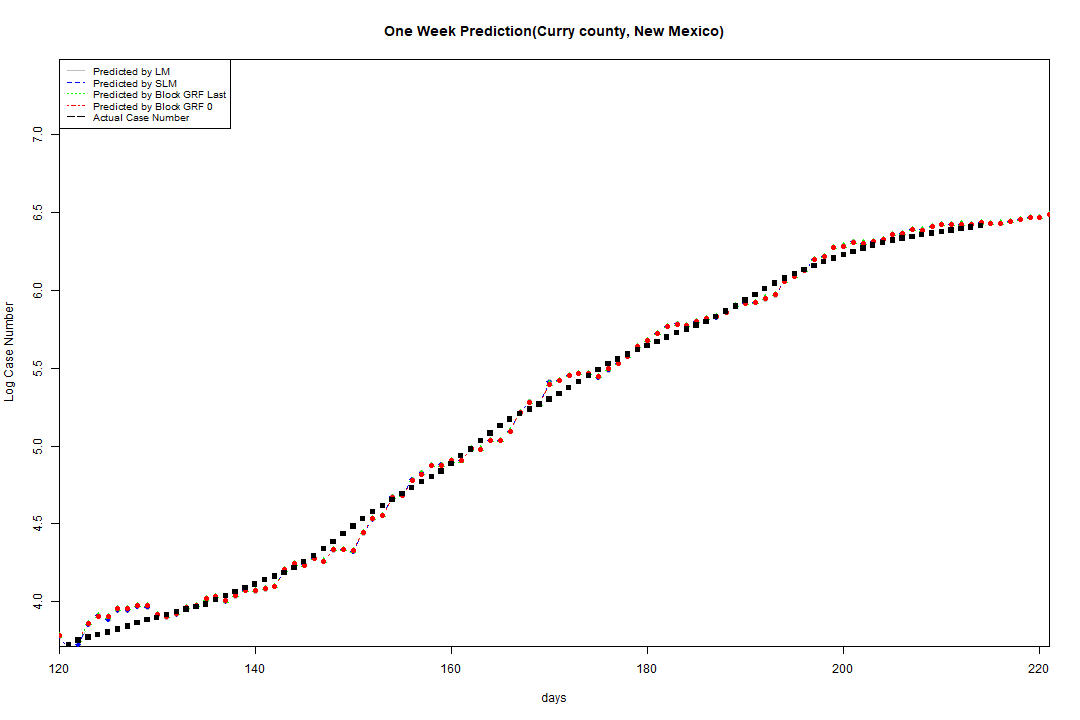 One Week Prediction(Curry county, New Mexico)
Predicted by LM
Predicted by SLM
Predicted by Block GRF Last
Predicted by Block GRF 0
Actual Case Number
7.0
6.5
6.0
5.5
5.0
4.5
4.0
Log Case Number
120 140 160 180 200 220
days